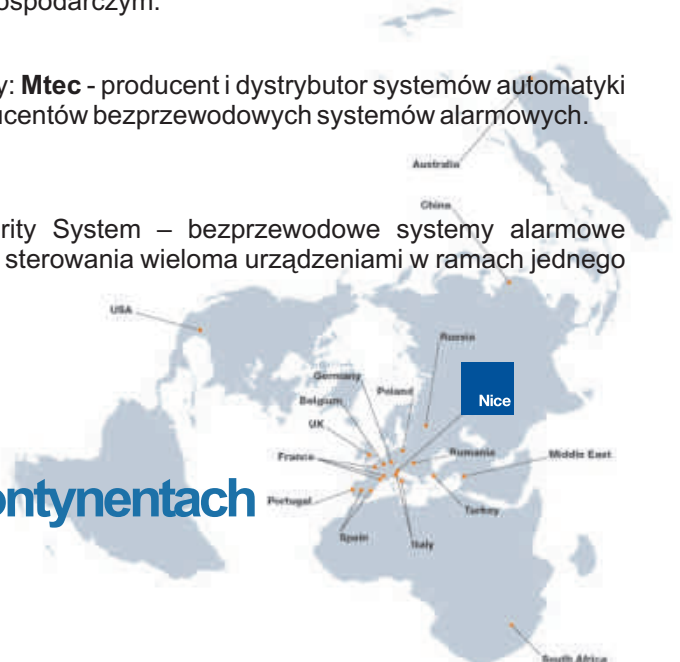 ospodarczym.
y: Mtec - producent i dystrybutor systemów automatyki
ucentów bezprzewodowych systemów alarmowych.
Australia
China
rity System – bezprzewodowe systemy alarmowe
sterowania wieloma urządzeniami w ramach jednego
USA
Russia
Germany
Poland
Belgium
Nice
UK
France
Rumania
Middle East
ontynentach
Portugal
Turkey
Spain
Italy
South Africa